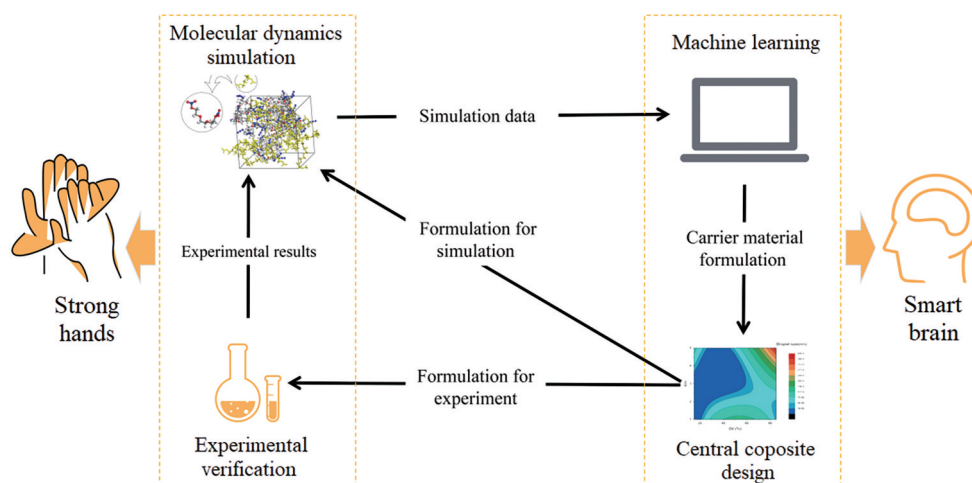 Molecular dynamics
simulation
Machine learning
Simulation data
Formulation for
simulation
Experimental results
Carrier material
formulation
Strong
hands
Smart
brain
Formulation for
experiment
Experimental
verification
Central coposite
design